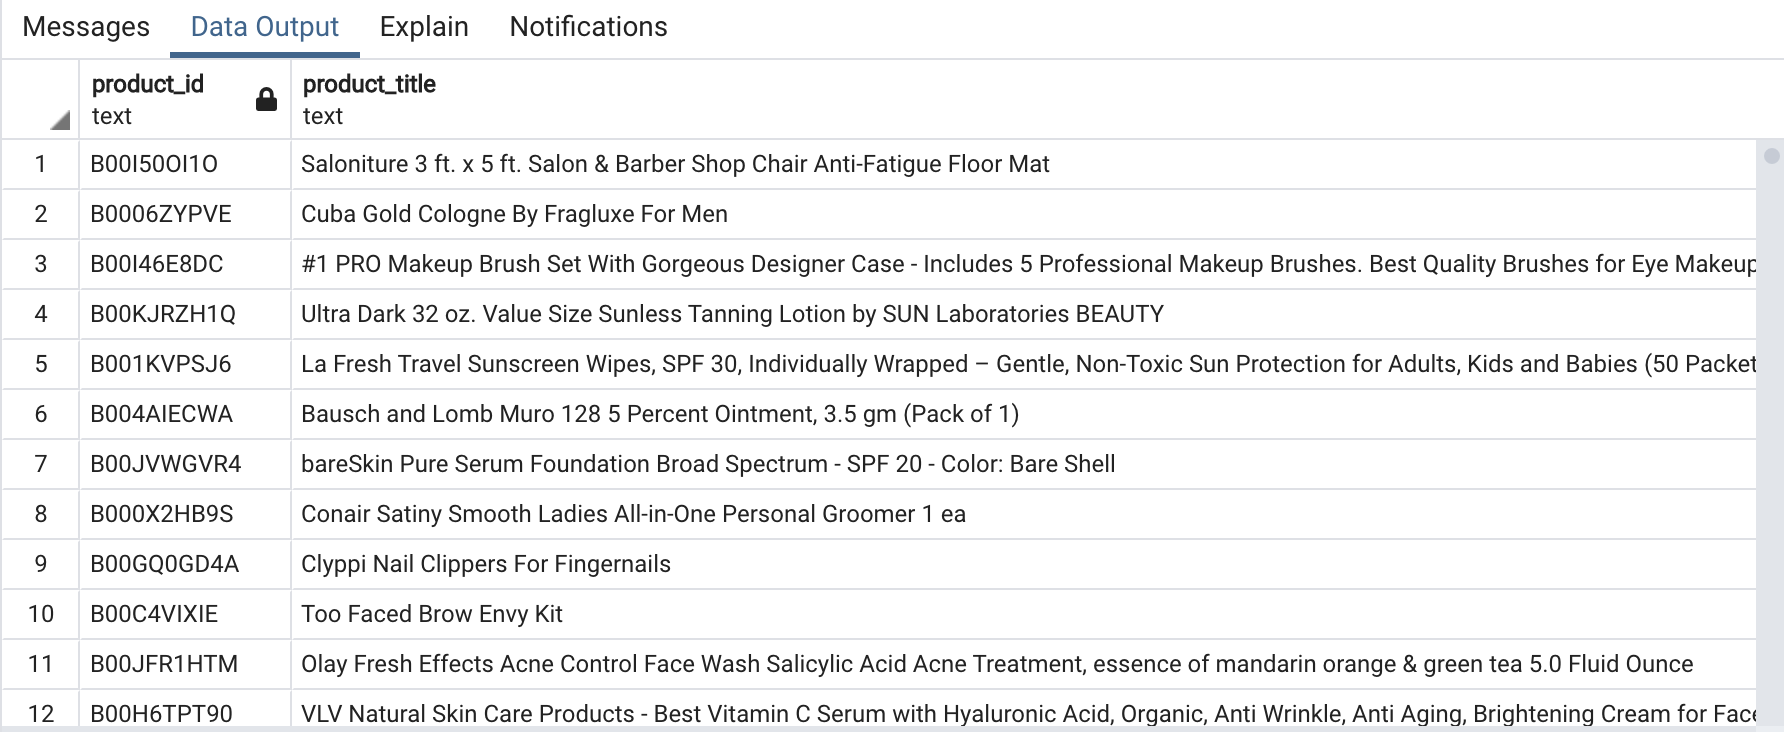 Messages Data Output Explain Notifications
product_id product_title
text text
1 B00I50OI1O Saloniture 3 ft. x 5 ft. Salon & Barber Shop Chair Anti-Fatigue Floor Mat
2 B0006ZYPVE Cuba Gold Cologne By Fragluxe For Men
3 B00I46E8DC #1 PRO Makeup Brush Set With Gorgeous Designer Case - Includes 5 Professional Makeup Brushes. Best Quality Brushes for Eye Makeup
4 B00KJRZH1Q Ultra Dark 32 oz. Value Size Sunless Tanning Lotion by SUN Laboratories BEAUTY
5 B001KVPSJ6 La Fresh Travel Sunscreen Wipes, SPF 30, Individually Wrapped – Gentle, Non-Toxic Sun Protection for Adults, Kids and Babies (50 Packet
6 B004AIECWA Bausch and Lomb Muro 128 5 Percent Ointment, 3.5 gm (Pack of 1)
7 B00JVWGVR4 bareSkin Pure Serum Foundation Broad Spectrum - SPF 20 - Color: Bare Shell
8 B000X2HB9S Conair Satiny Smooth Ladies All-in-One Personal Groomer 1 ea
9 B00GQ0GD4A Clyppi Nail Clippers For Fingernails
10 B00C4VIXIE Too Faced Brow Envy Kit
11 B00JFR1HTM Olay Fresh Effects Acne Control Face Wash Salicylic Acid Acne Treatment, essence of mandarin orange & green tea 5.0 Fluid Ounce
12 B00H6TPT90 VLV Natural Skin Care Products - Best Vitamin C Serum with Hyaluronic Acid, Organic, Anti Wrinkle, Anti Aging, Brightening Cream for Face